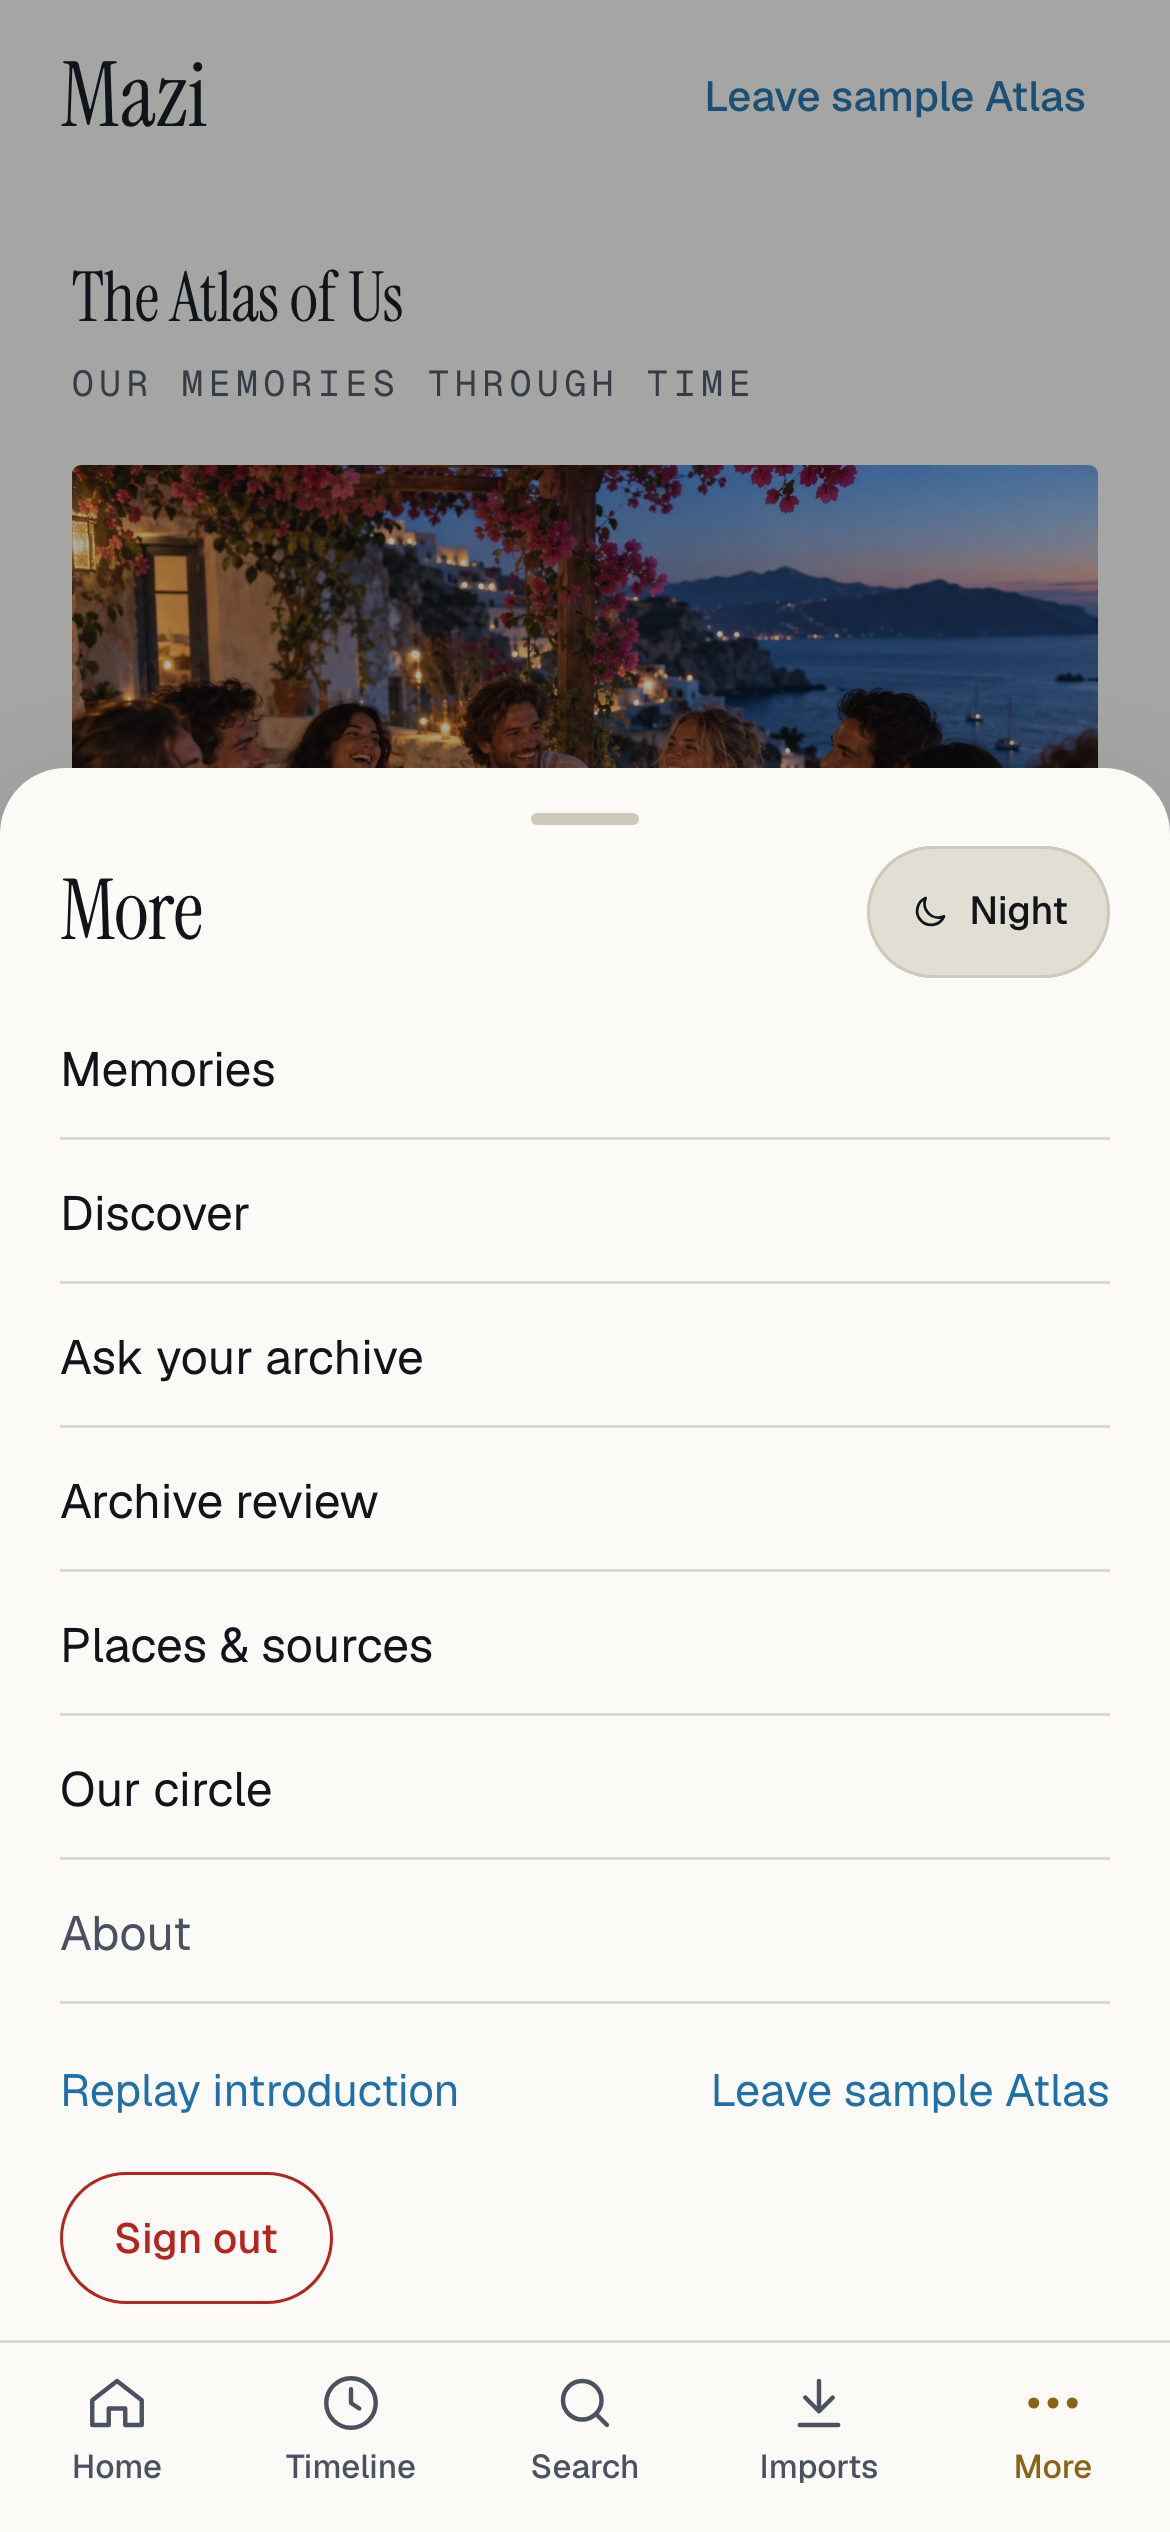 Mazi
Leave sample Atlas
The Atlas of Us
OUR MEMORIES THROUGH TIME
More
Night
Memories
Discover
Ask your archive
Archive review
Places & sources
Our circle
About
Replay introduction
Leave sample Atlas
Sign out
Home
Timeline
Search
Imports
More